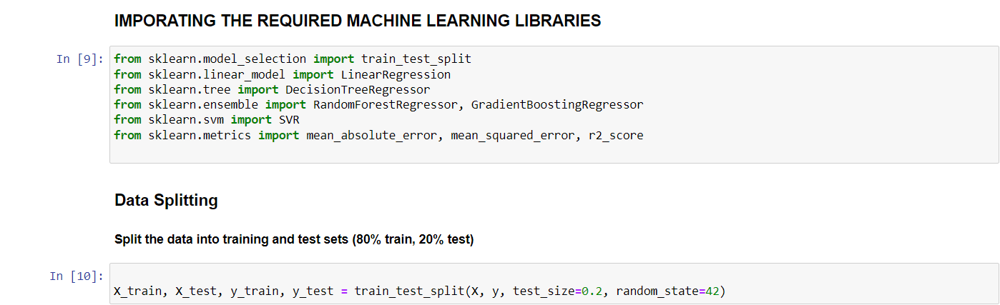 IMPORATING THE REQUIRED MACHINE LEARNING LIBRARIES
In [9]: from sklearn.model_selection import train_test_split
from sklearn.linear_model import LinearRegression
from sklearn.tree import DecisionTreeRegressor
from sklearn.ensemble import RandomForestRegressor, GradientBoostingRegressor
from sklearn.svm import SVR
from sklearn.metrics import mean_absolute_error, mean_squared_error, r2_score
Data Splitting
Split the data into training and test sets (80% train, 20% test)
In [10]:
X_train, X_test, y_train, y_test = train_test_split(X, y, test_size=0.2, random_state=42)